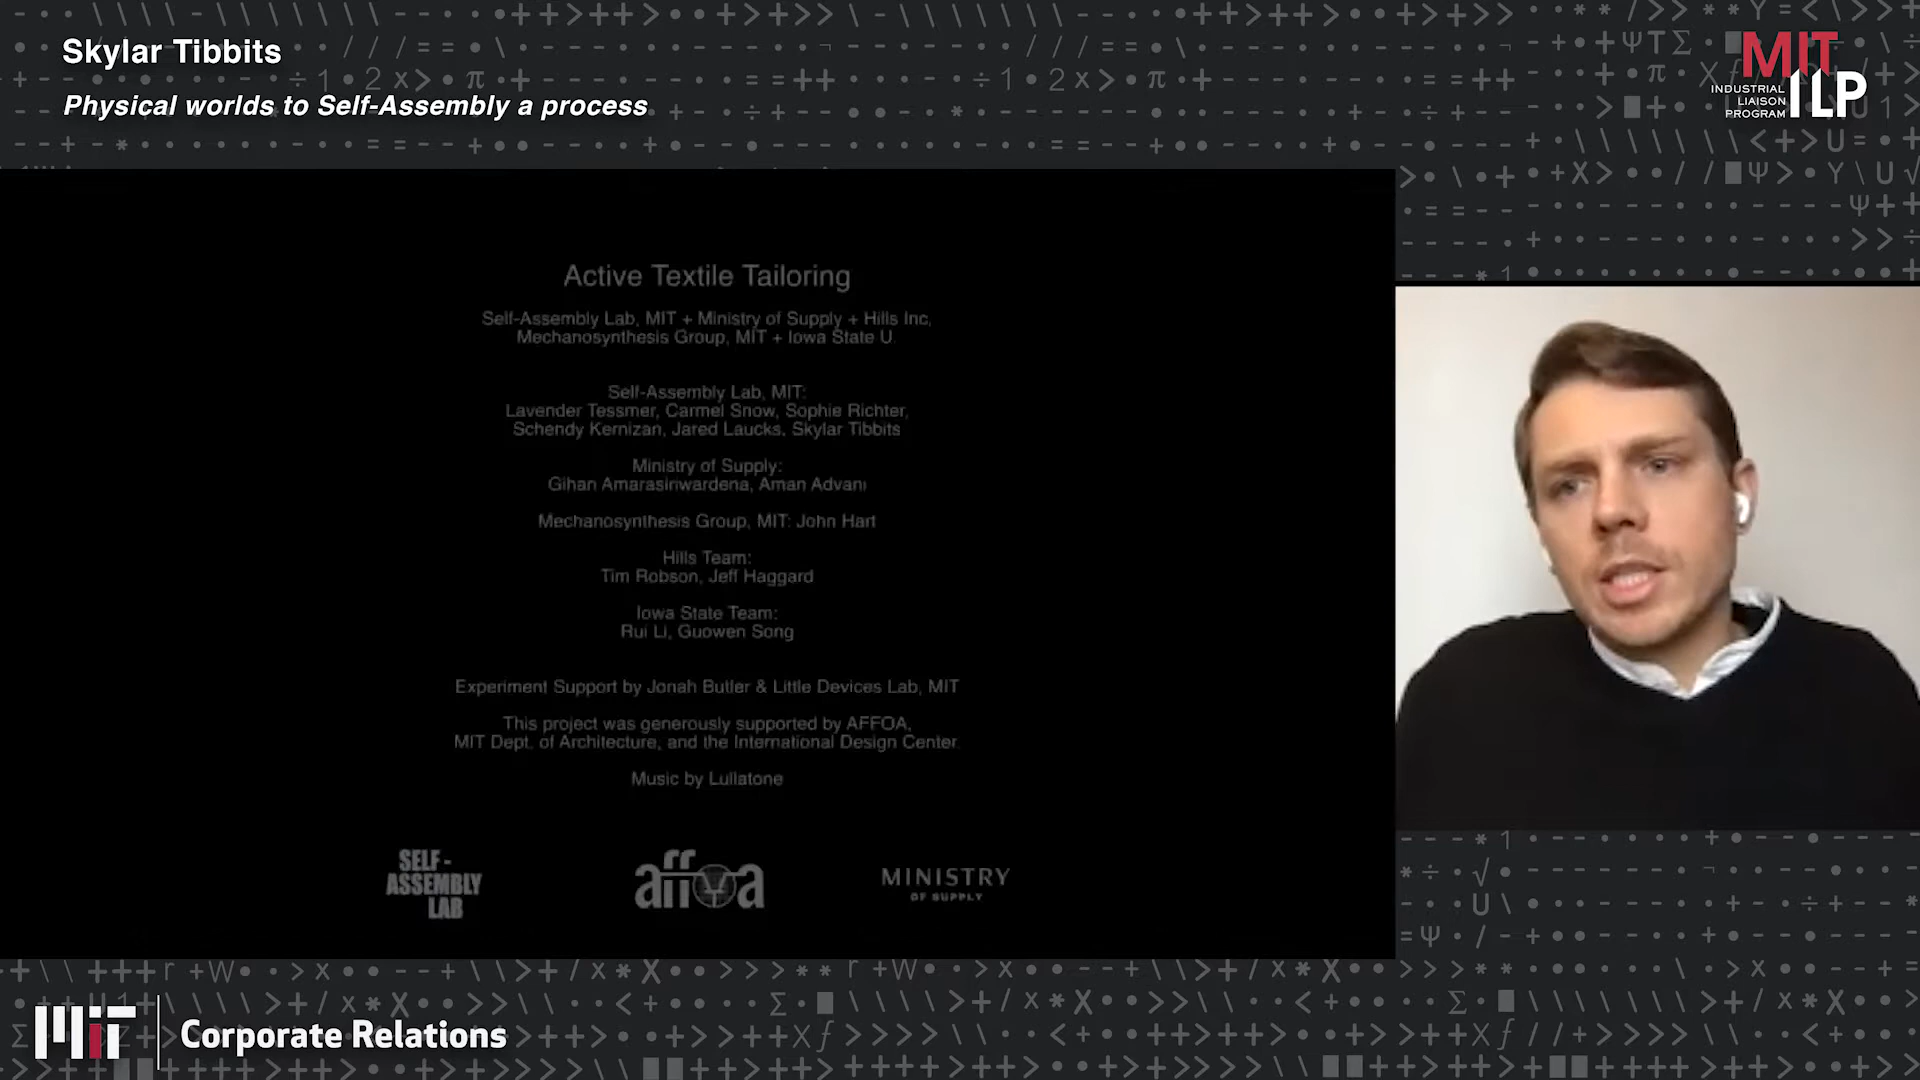 Skylar Tibbits
Physical worlds to Self-Assembly a process
MIT
ILP
INDUSTRIAL
LIAISON
PROGRAM
Active Textile Tailoring
Self-Assembly Lab, MIT + Ministry of Supply + Hills Inc,
Mechanosynthesis Group, MIT + Iowa State U.
Self-Assembly Lab, MIT:
Lavender Tessmer, Carmel Snow, Sophie Richter,
Schendy Kernizan, Jared Laucks, Skylar Tibbits
Ministry of Supply:
Gihan Amarasiriwardena, Aman Advani
Mechanosynthesis Group, MIT: John Hart
Hills Team:
Tim Robson, Jeff Haggard
Iowa State Team:
Rui Li, Guowen Song
Experiment Support by Jonah Butler & Little Devices Lab, MIT
This project was generously supported by AFFOA,
MIT Dept. of Architecture, and the International Design Center.
Music by Lullatone
SELF-
ASSEMBLY
LAB
affoa
MINISTRY
OF SUPPLY
MIT
Corporate Relations